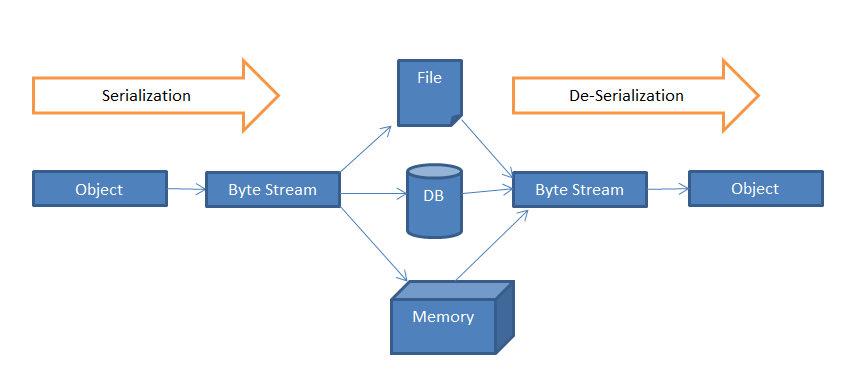 Serialization
File
De-Serialization
Object
Byte Stream
DB
Byte Stream
Object
Memory